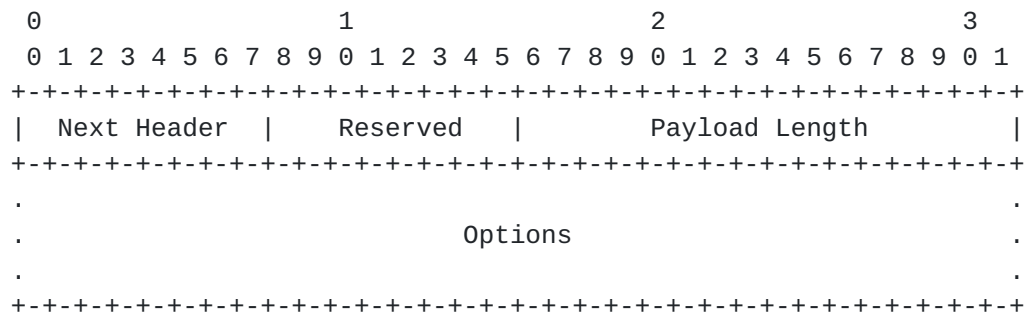 0                   1                   2                   3
 0 1 2 3 4 5 6 7 8 9 0 1 2 3 4 5 6 7 8 9 0 1 2 3 4 5 6 7 8 9 0 1
+-+-+-+-+-+-+-+-+-+-+-+-+-+-+-+-+-+-+-+-+-+-+-+-+-+-+-+-+-+-+-+-+
|  Next Header  |    Reserved   |        Payload Length         |
+-+-+-+-+-+-+-+-+-+-+-+-+-+-+-+-+-+-+-+-+-+-+-+-+-+-+-+-+-+-+-+-+
.                                                               .
.                            Options                            .
.                                                               .
+-+-+-+-+-+-+-+-+-+-+-+-+-+-+-+-+-+-+-+-+-+-+-+-+-+-+-+-+-+-+-+-+